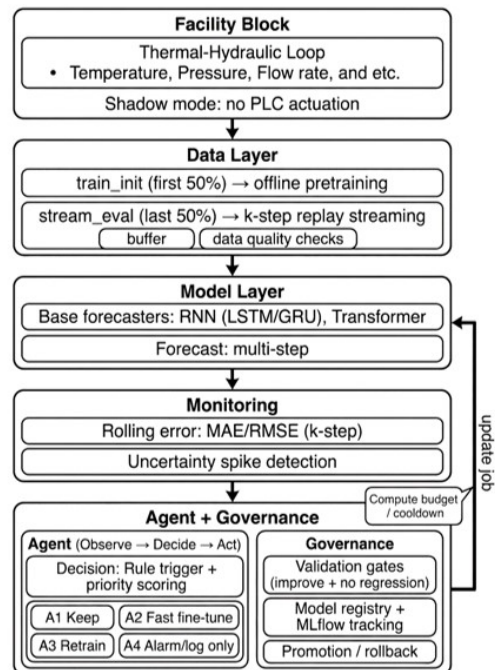 Facility Block
Thermal-Hydraulic Loop
• Temperature, Pressure, Flow rate, and etc.
Shadow mode: no PLC actuation
Data Layer
train_init (first 50%) → offline pretraining
stream_eval (last 50%) → k-step replay streaming
buffer
data quality checks
Model Layer
Base forecasters: RNN (LSTM/GRU), Transformer
Forecast: multi-step
Monitoring
Rolling error: MAE/RMSE (k-step)
Uncertainty spike detection
update job
Compute budget
/ cooldown
Agent + Governance
Agent (Observe → Decide → Act)
Decision: Rule trigger +
priority scoring
A1 Keep
A2 Fast fine-tune
A3 Retrain
A4 Alarm/log only
Governance
Validation gates
(improve + no regression)
Model registry +
MLflow tracking
Promotion / rollback